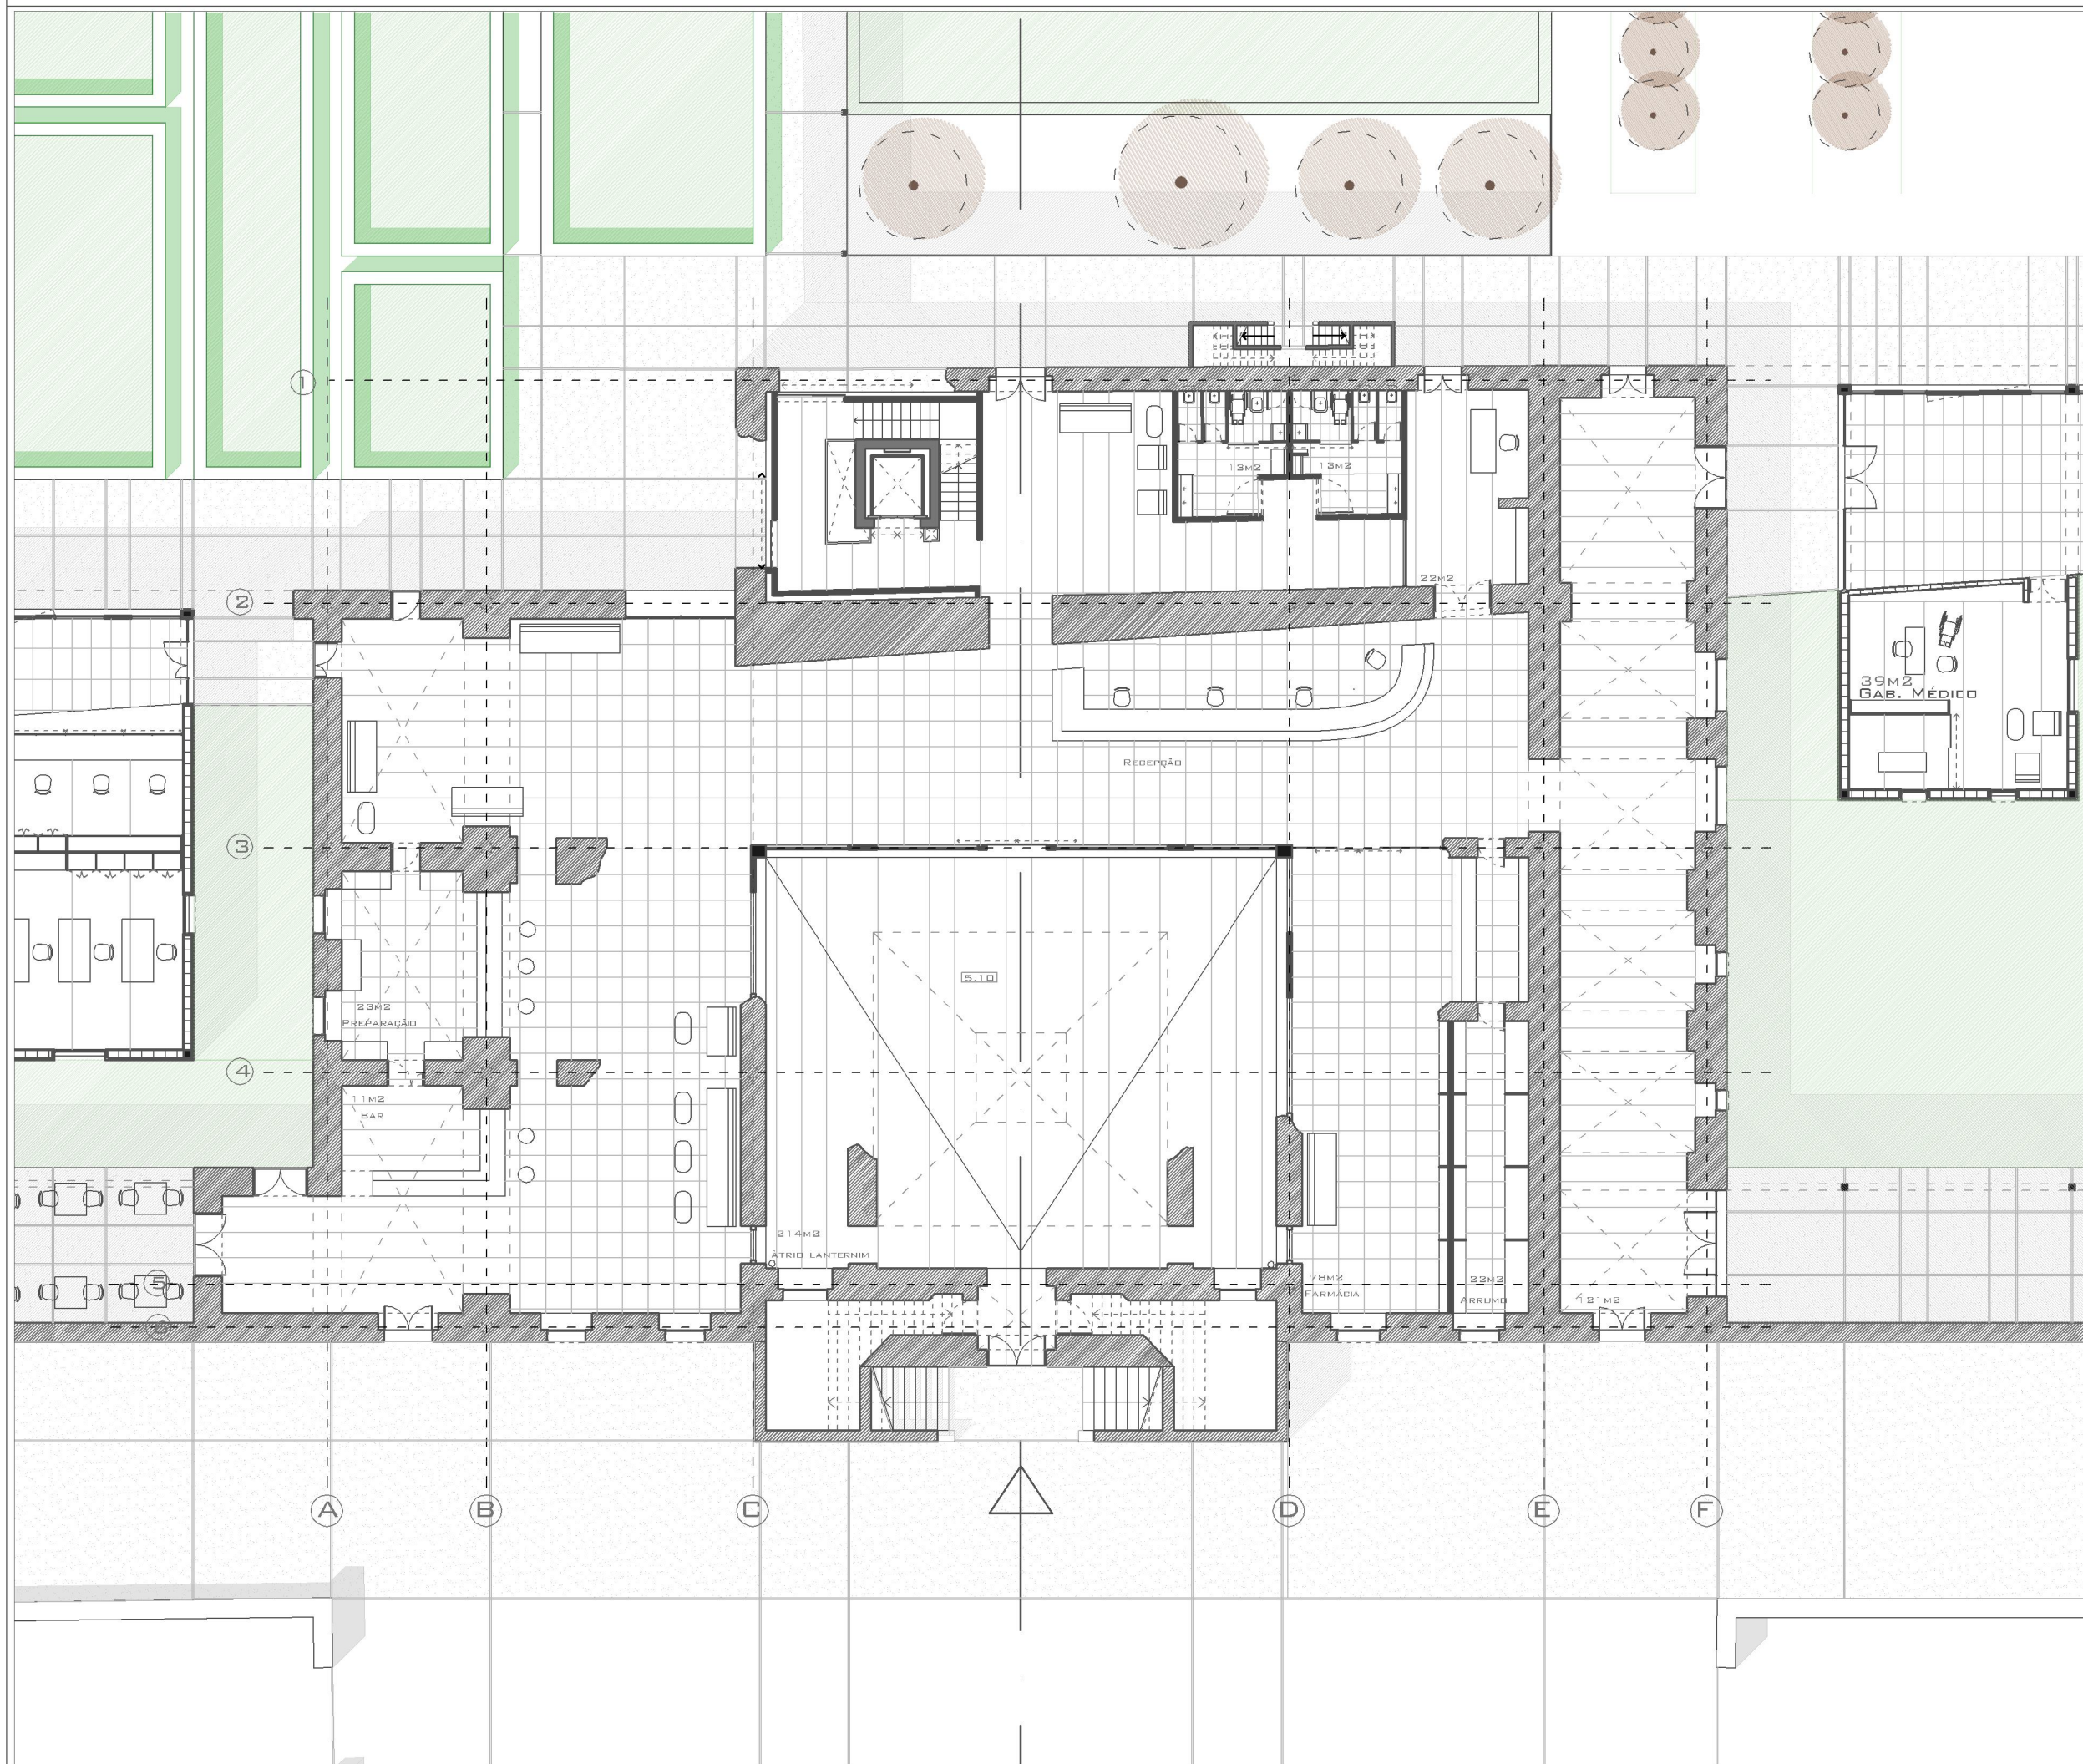 1
13M2
13M2
2
22M2
39M2
GAB. MÉDICO
RECEPÇÃO
3
5.10
23M2
PREPARAÇÃO
4
11M2
BAR
214M2
ÁTRIO LANTERNIM
5
78M2
FARMÁCIA
22M2
ARRUMO
121M2
6
A
B
C
D
E
F